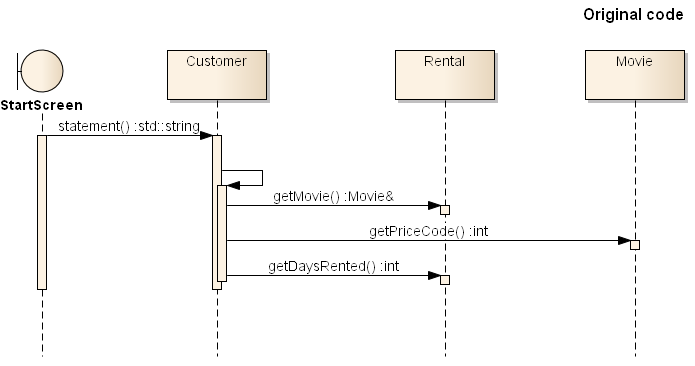 Original code
Customer
Rental
Movie
StartScreen
statement() :std::string
getMovie() :Movie&
getPriceCode() :int
getDaysRented() :int